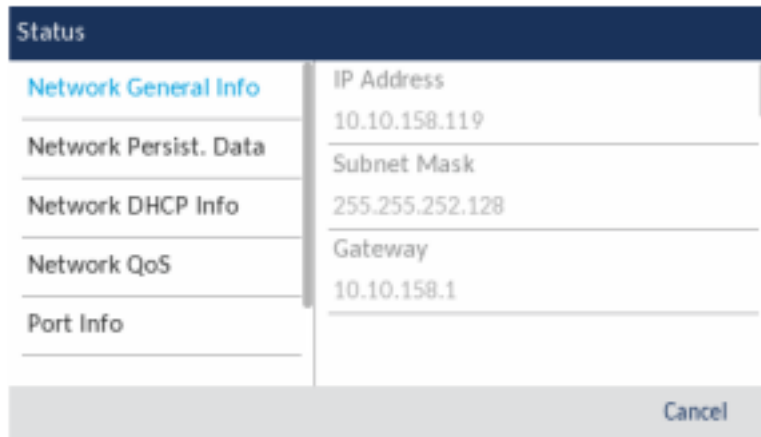 Status
Network General Info
Network Persist. Data
Network DHCP Info
Network QoS
Port Info
IP Address
10.10.158.119
Subnet Mask
255.255.252.128
Gateway
10.10.158.1
Cancel